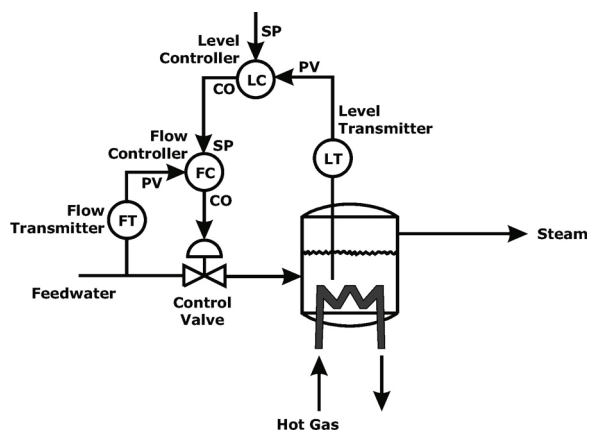 SP
Level
Controller
LC
PV
CO
Level
Transmitter
Flow
Controller
SP
LT
FC
PV
CO
Flow
Transmitter
FT
Steam
Feedwater
Control
Valve
Hot Gas